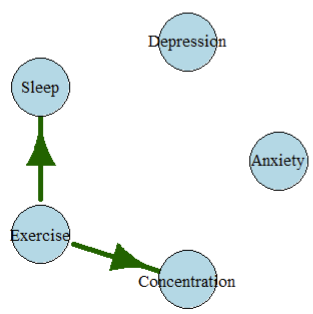 Depression
Sleep
Anxiety
Exercise
Concentration